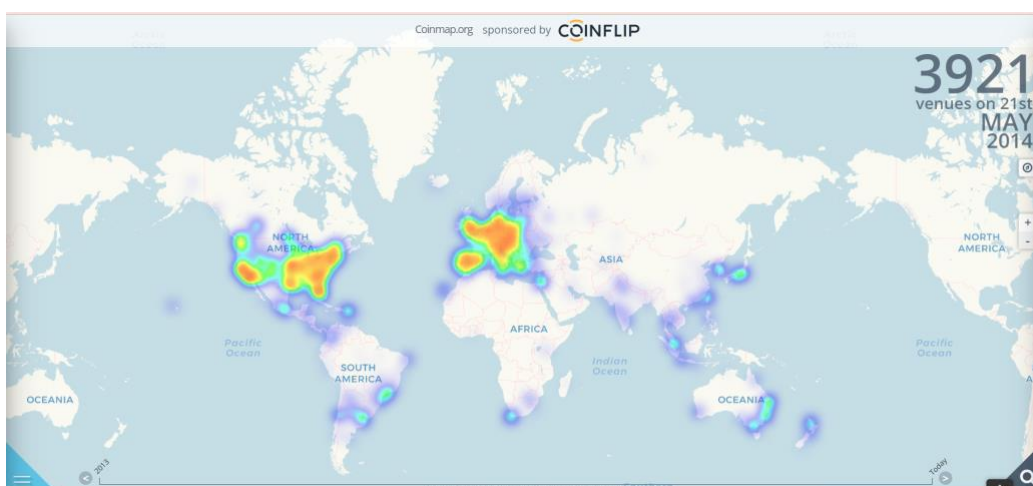 Coinmap.org sponsored by COINFLIP
3921
venues on 21st
MAY
2014
NORTH
AMERICA
ASIA
NORTH
AMERICA
AFRICA
Pacific
Ocean
Pacific
Ocean
SOUTH
AMERICA
Indian
Ocean
OCEANIA
OCEANIA
2013
Today